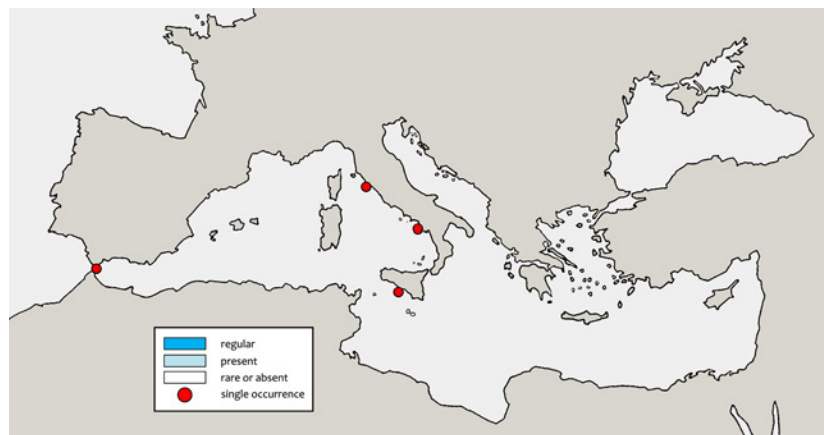 regular
present
rare or absent
single occurrence